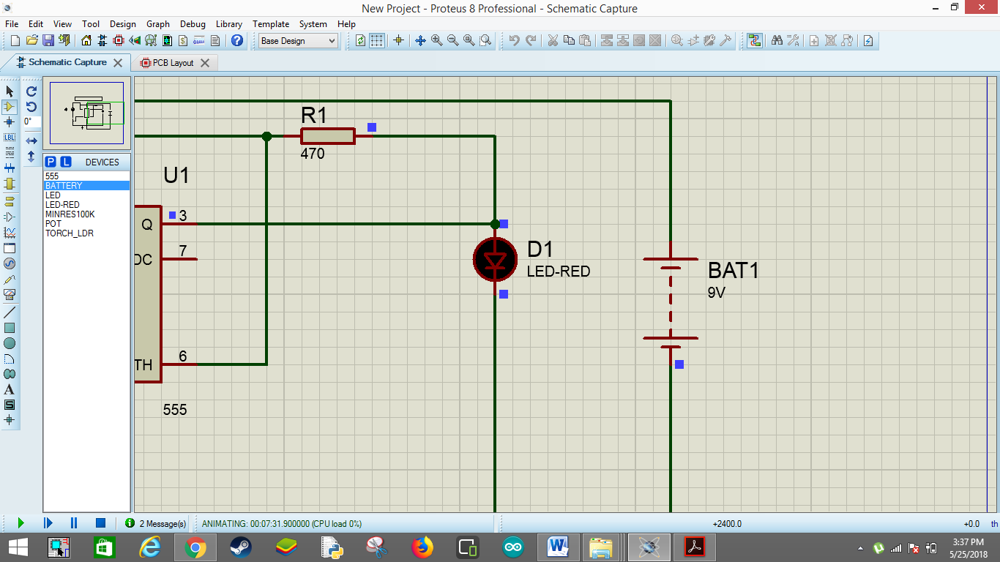 New Project - Proteus 8 Professional - Schematic Capture
File Edit View Tool Design Graph Debug Library Template System Help
Base Design
Schematic Capture
PCB Layout
0°
LBL
P L DEVICES
555
BATTERY
LED
LED-RED
MINRES100K
POT
TORCH_LDR
A
S
R1
470
U1
Q 3
DC 7
TH 6
555
D1
LED-RED
BAT1
9V
2 Message(s)
ANIMATING: 00:07:31.900000 (CPU load 0%)
+2400.0
+0.0 th
3:37 PM
5/25/2018